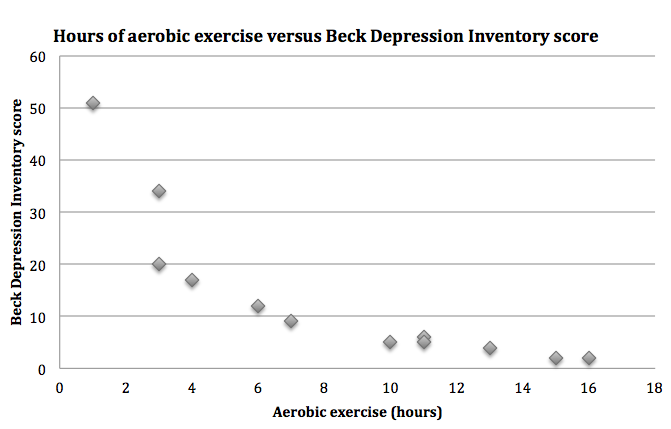 Hours of aerobic exercise versus Beck Depression Inventory score
Beck Depression Inventory score
60
50
40
30
20
10
0
0 2 4 6 8 10 12 14 16 18
Aerobic exercise (hours)